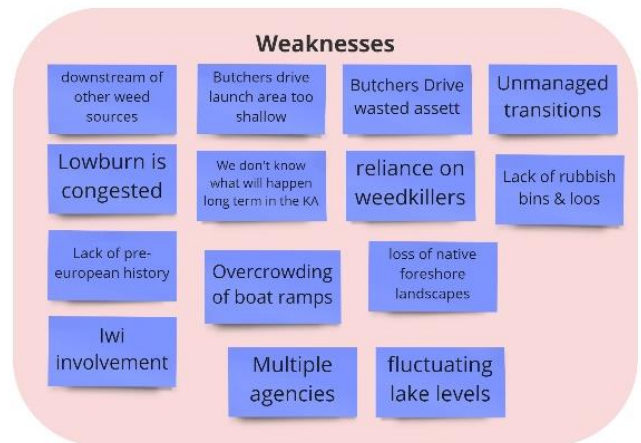 Weaknesses
downstream of
other weed
sources
Butchers drive
launch area too
shallow
Butchers Drive
wasted assett
Unmanaged
transitions
Lowburn is
congested
We don't know
what will happen
long term in the KA
reliance on
weedkillers
Lack of rubbish
bins & loos
Lack of pre-
european history
Overcrowding
of boat ramps
loss of native
foreshore
landscapes
Iwi
involvement
Multiple
agencies
fluctuating
lake levels